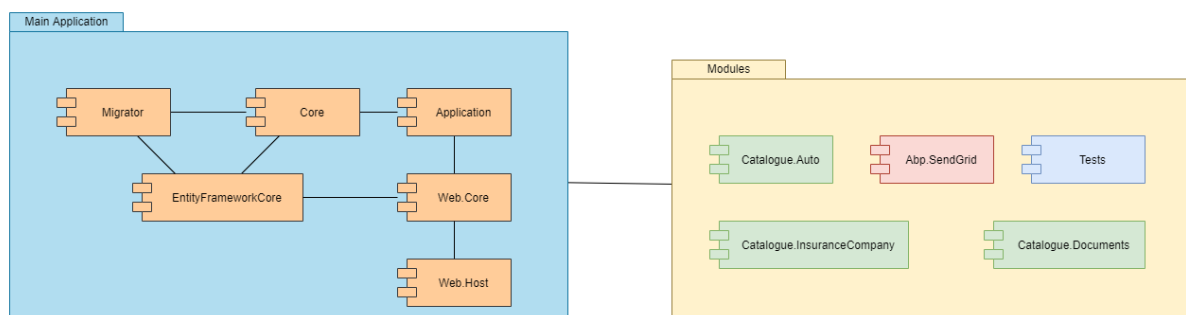 Main Application
Migrator
Core
Application
EntityFrameworkCore
Web.Core
Web.Host
Modules
Catalogue.Auto
Abp.SendGrid
Tests
Catalogue.InsuranceCompany
Catalogue.Documents